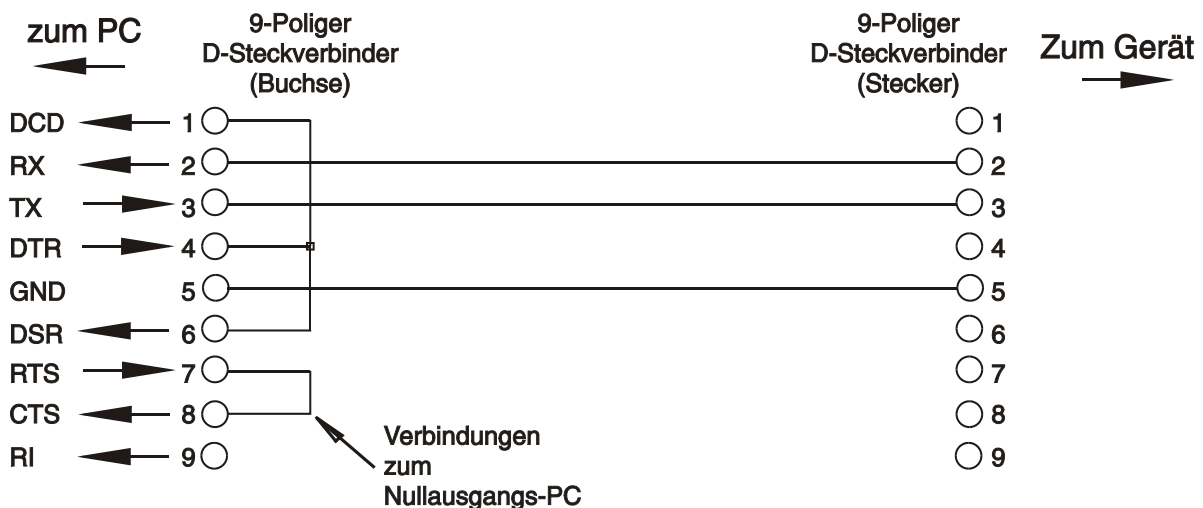 zum PC
9-Poliger
D-Steckverbinder
(Buchse)
9-Poliger
D-Steckverbinder
(Stecker)
Zum Gerät
DCD 1 1
RX 2 2
TX 3 3
DTR 4 4
GND 5 5
DSR 6 6
RTS 7 7
CTS 8 8
RI 9 9
Verbindungen
zum
Nullausgangs-PC